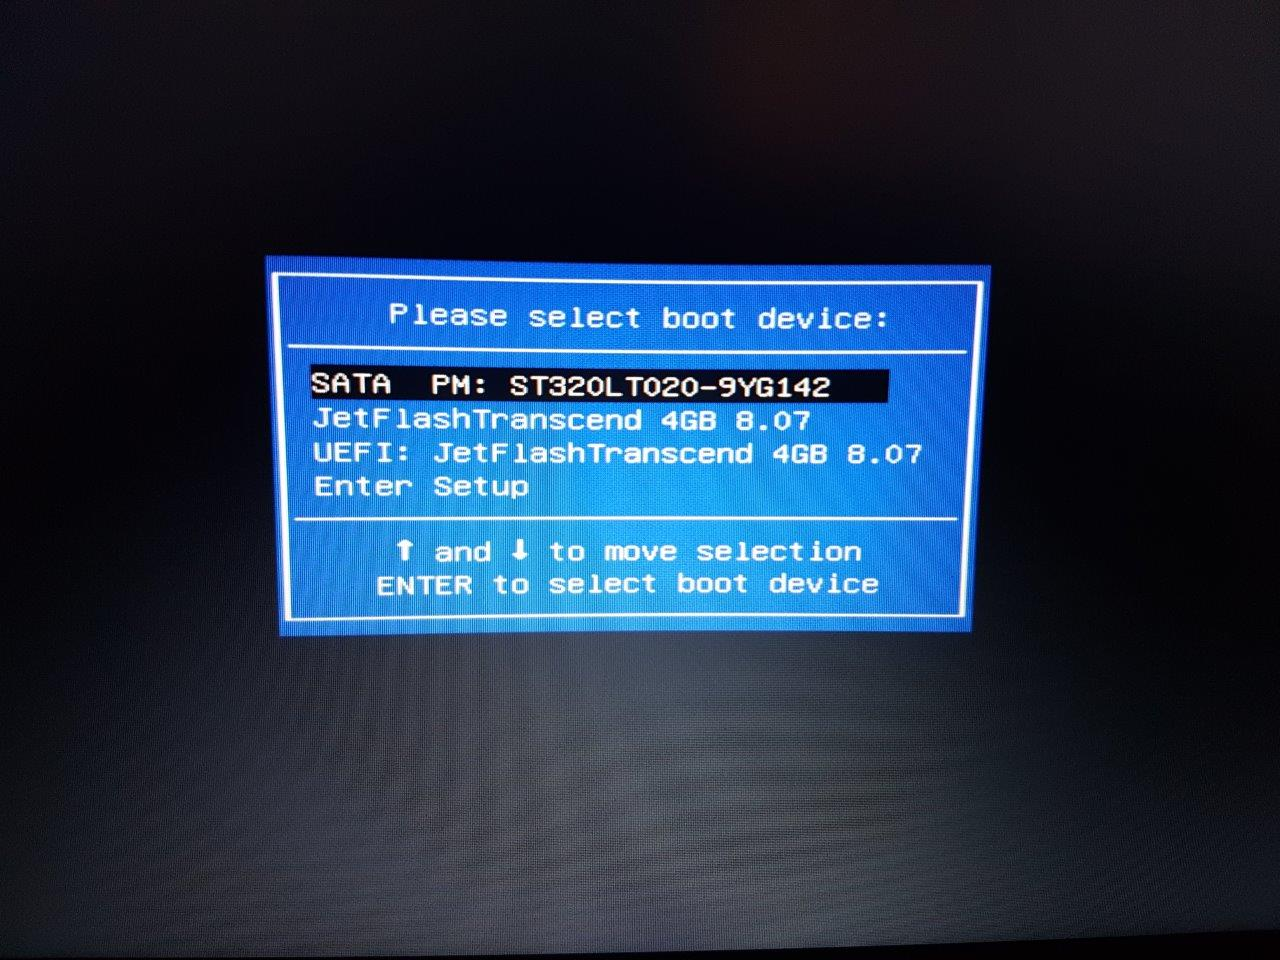 Please select boot device:
SATA PM: ST320LT020-9YG142
JetFlashTranscend 4GB 8.07
UEFI: JetFlashTranscend 4GB 8.07
Enter Setup
↑ and ↓ to move selection
ENTER to select boot device